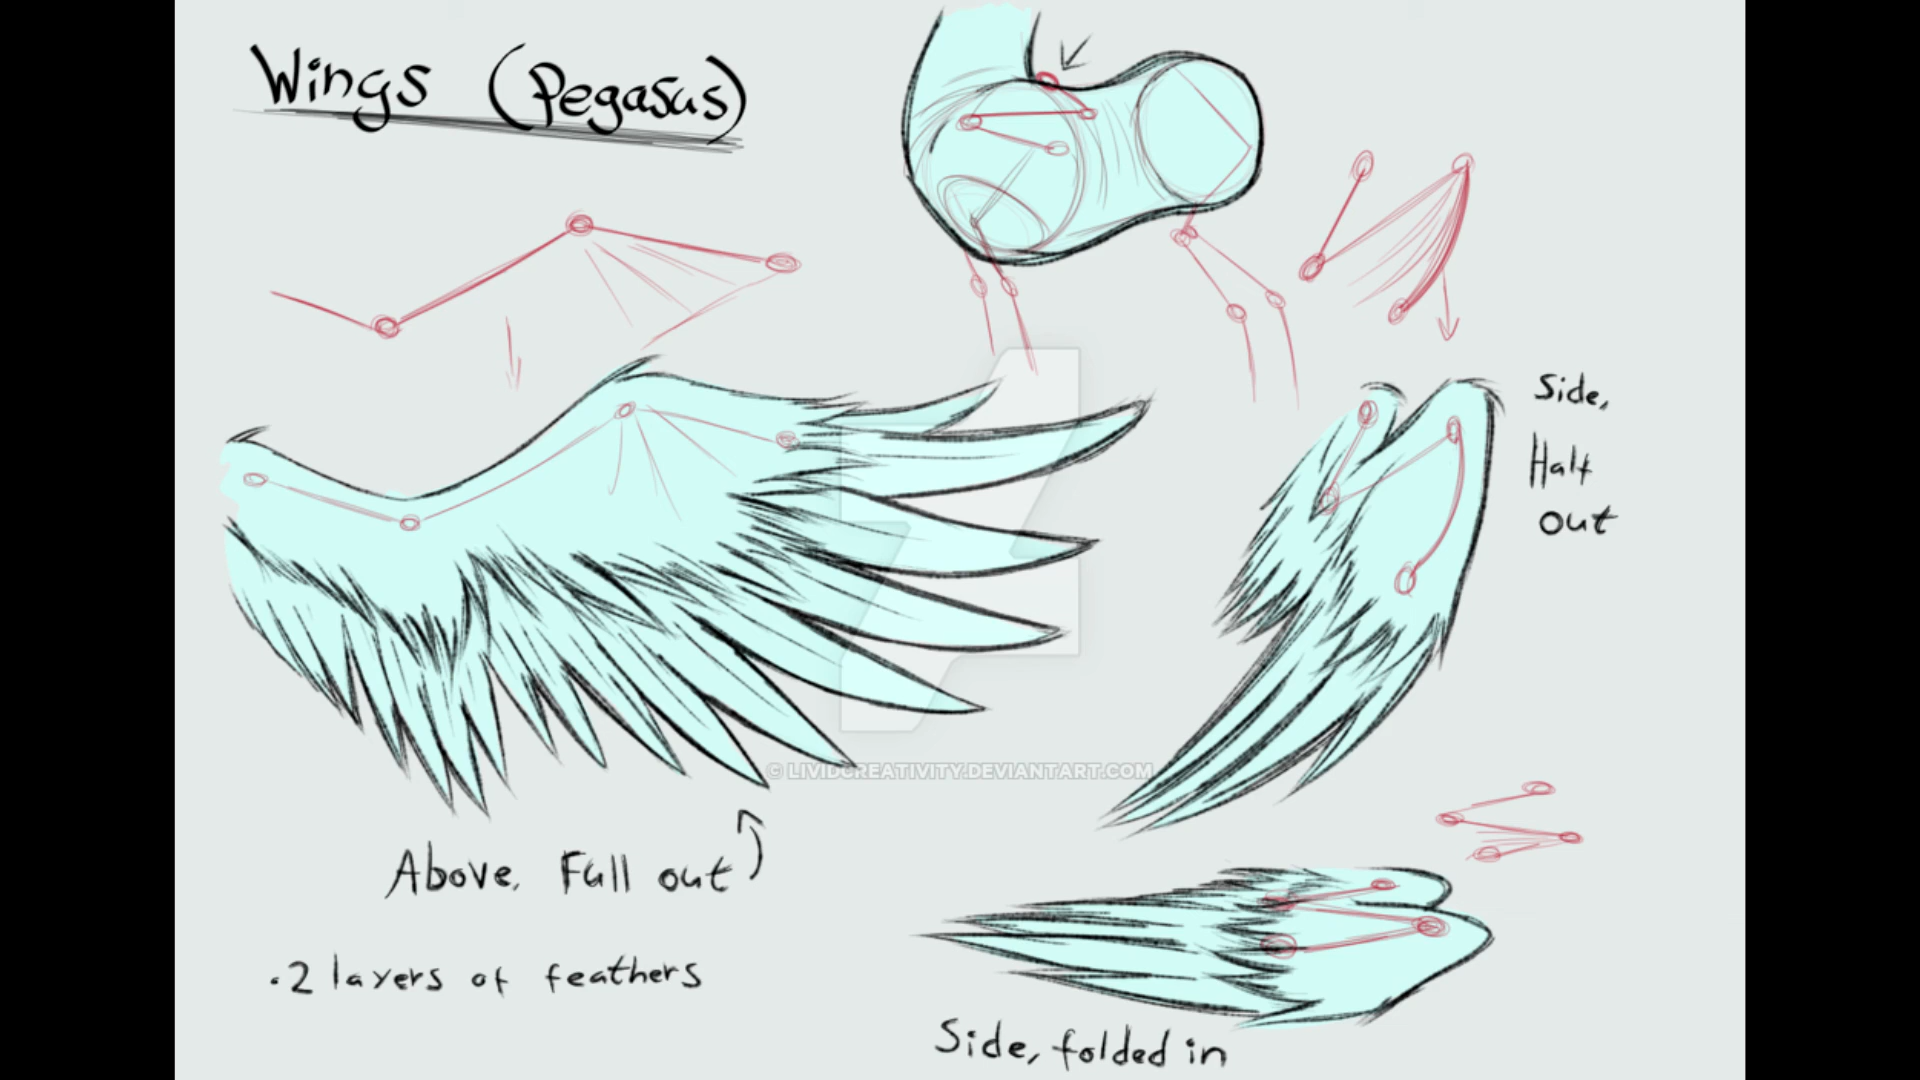 Wings (Pegasus)
Side,
Half
out
© LIVIDCREATIVITY.DEVIANTART.COM
Above, Full out
. 2 layers of feathers
Side, folded in